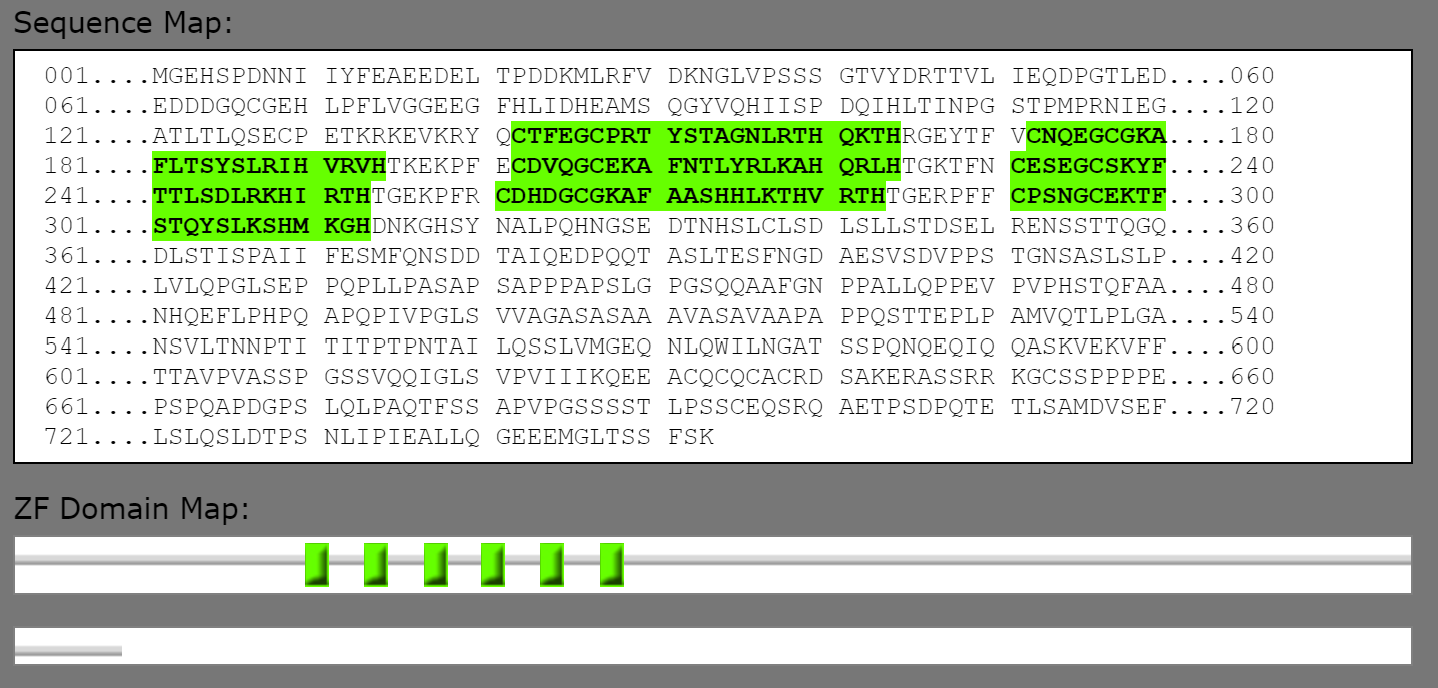 Sequence Map:
001....MGEHSPDNNI IYFEAEEDEL TPDDKMLRFV DKNGLVPSSS GTVYDRTTVL IEQDPGTLED....060
061....EDDDGQCGEH LPFLVGGEEG FHLIDHEAMS QGYVQHIISP DQIHLTINPG STPMPRNIEG....120
121....ATLTLQSECP ETKRKEVKRY QCTFEGCPRT YSTAGNLRTH QKTHRGEYTF VCNQEGCGKA....180
181....FLTSYSLRIH VRVHTKEKPF ECDVQGCEKA FNTLYRLKAH QRLHTGKTFN CESEGCSKYF....240
241....TTLSDLRKHI RTHTGEKPFR CDHDGCGKAF AASHHLKTHV RTHTGERPFF CPSNGCEKTF....300
301....STQYSLKSHM KGHDNKGHSY NALPQHNGSE DTNHSLCLSD LSLLSTDSEL RENSSTTQGQ....360
361....DLSTISPAII FESMFQNSDD TAIQEDPQQT ASLTESFNGD AESVSDVPPS TGNSASLSLP....420
421....LVLQPGLSEP PQPLLPASAP SAPPPAPSLG PGSQQAAFGN PPALLQPPEV PVPHSTQFAA....480
481....NHQEFLPHPQ APQPIVPGLS VVAGASASAA AVASAVAAPA PPQSTTEPLP AMVQTLPLGA....540
541....NSVLTNNPTI TITPTPNTAI LQSSLVMGEQ NLQWILNGAT SSPQNQEQIQ QASKVEKVFF....600
601....TTAVPVASSP GSSVQQIGLS VPVIIIKQEE ACQCQCACRD SAKERASSRR KGCSSPPPPE....660
661....PSPQAPDGPS LQLPAQTFSS APVPGSSSST LPSSCEQSRQ AETPSDPQTE TLSAMDVSEF....720
721....LSLQSLDTPS NLIPIEALLQ GEEEMGLTSS FSK
ZF Domain Map: